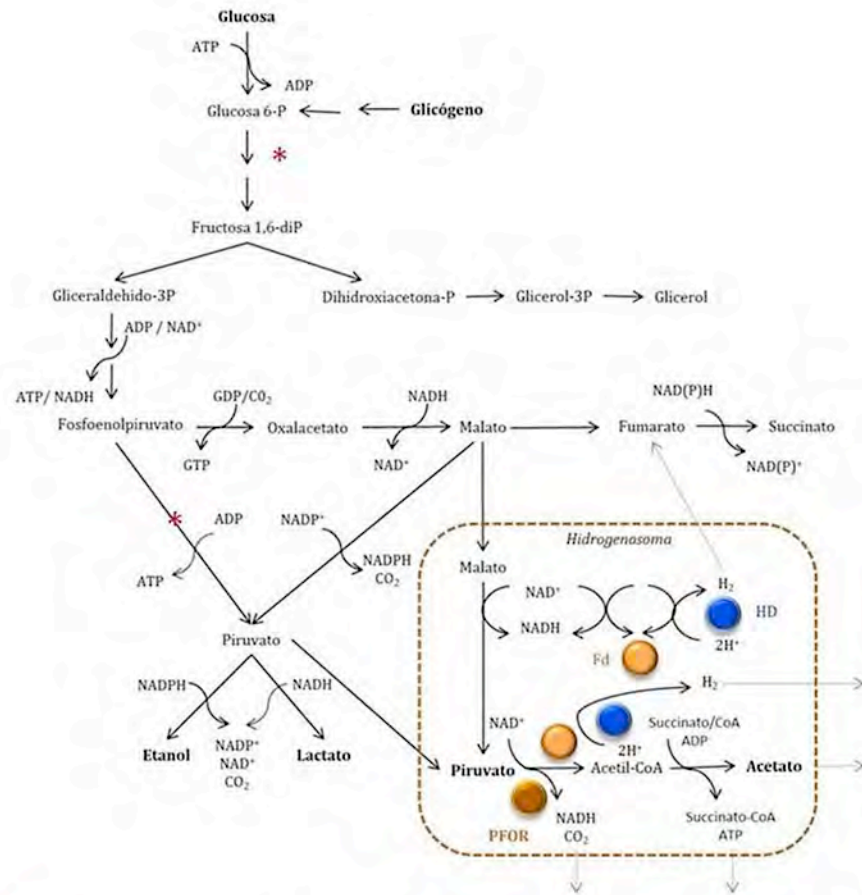 Glucosa
ATP
ADP
Glucosa 6-P
Glicógeno
*
Fructosa 1,6-diP
Gliceraldehido-3P
Dihidroxiacetona-P
Glicerol-3P
Glicerol
ADP / NAD⁺
ATP/ NADH
GDP/C0₂
NADH
NAD(P)H
Fosfoenolpiruvato
Oxalacetato
Malato
Fumarato
Succinato
GTP
NAD⁺
NAD(P)⁺
*
ADP
NADP⁺
ATP
NADPH
CO₂
Hidrogenosoma
Malato
NAD⁺
H₂
HD
NADH
2H⁺
Fd
Piruvato
H₂
NADPH
NADH
NAD⁺
Succinato/CoA
ADP
2H⁺
Etanol
NADP⁺
NAD⁺
CO₂
Lactato
Piruvato
Acetil-CoA
Acetato
PFOR
NADH
CO₂
Succinato-CoA
ATP